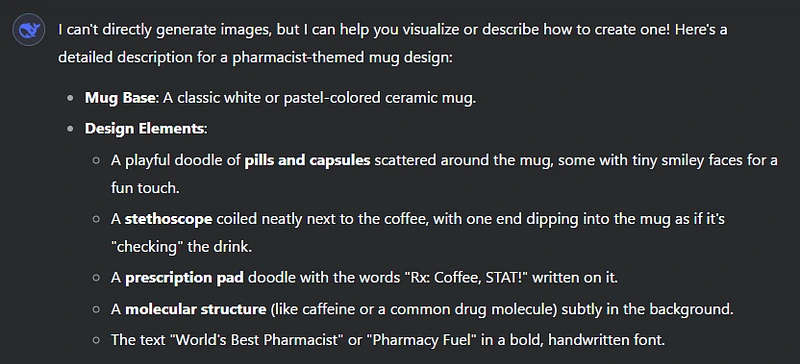 I can't directly generate images, but I can help you visualize or describe how to create one! Here's a
detailed description for a pharmacist-themed mug design:
Mug Base: A classic white or pastel-colored ceramic mug.
Design Elements:
A playful doodle of pills and capsules scattered around the mug, some with tiny smiley faces for a
fun touch.
A stethoscope coiled neatly next to the coffee, with one end dipping into the mug as if it's
"checking" the drink.
A prescription pad doodle with the words "Rx: Coffee, STAT!" written on it.
A molecular structure (like caffeine or a common drug molecule) subtly in the background.
The text "World's Best Pharmacist" or "Pharmacy Fuel" in a bold, handwritten font.